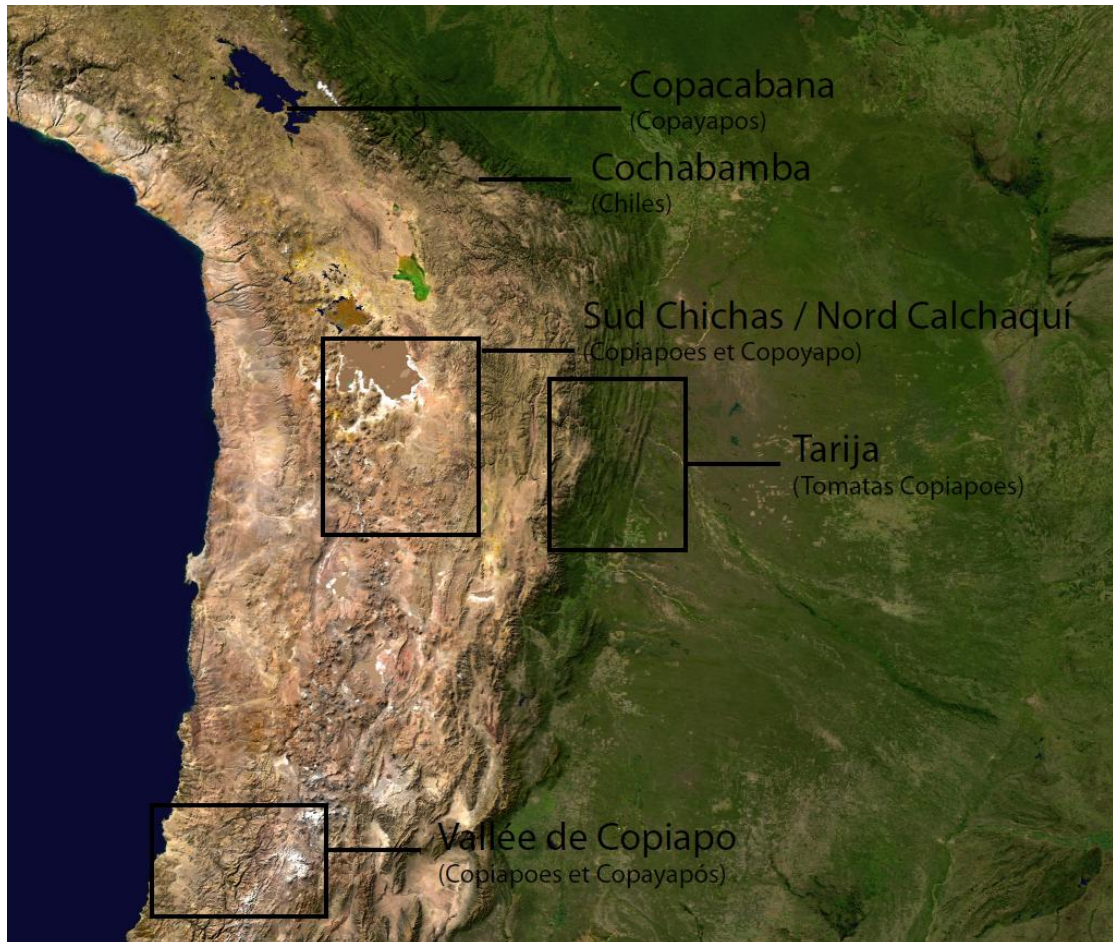 Copacabana
(Copayapos)
Cochabamba
(Chiles)
Sud Chichas / Nord Calchaquí
(Copiapoes et Copoyapo)
Tarija
(Tomatas Copiapoes)
Vallée de Copiapo
(Copiapoes et Copayapós)